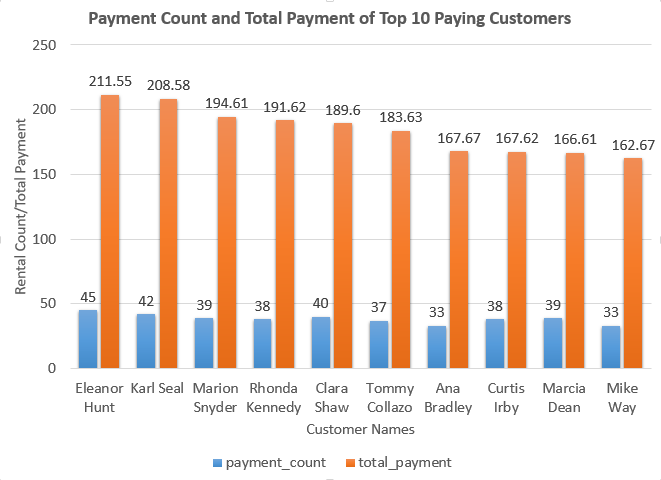 Payment Count and Total Payment of Top 10 Paying Customers
Rental Count/Total Payment
250
200
150
100
50
0
211.55 208.58 194.61 191.62 189.6 183.63 167.67 167.62 166.61 162.67
45 42 39 38 40 37 33 38 39 33
Eleanor Karl Seal Marion Rhonda Clara Tommy Ana Curtis Marcia Mike
Hunt Snyder Kennedy Shaw Collazo Bradley Irby Dean Way
Customer Names
payment_count total_payment